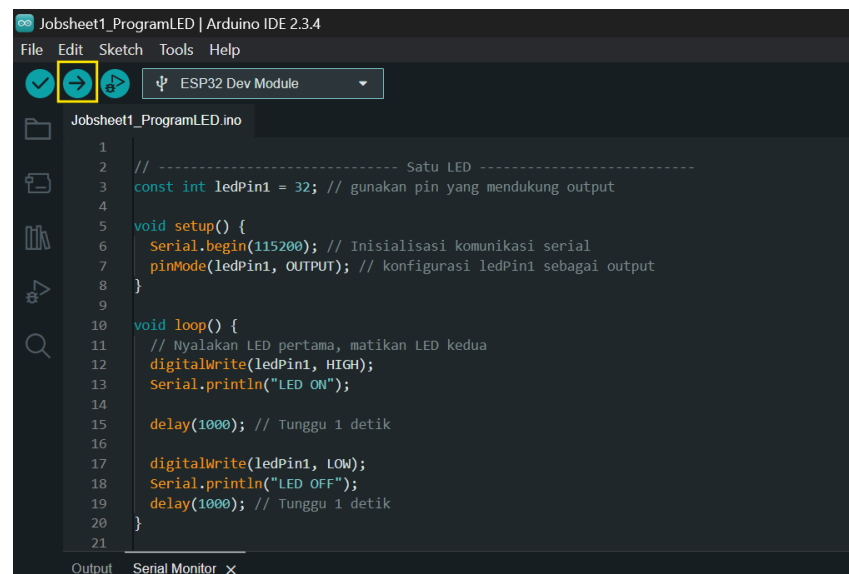 Jobsheet1_ProgramLED | Arduino IDE 2.3.4
File Edit Sketch Tools Help
ESP32 Dev Module
Jobsheet1_ProgramLED.ino
1
2 // ------------------------------ Satu LED ---------------------------
3 const int ledPin1 = 32; // gunakan pin yang mendukung output
4
5 void setup() {
6 Serial.begin(115200); // Inisialisasi komunikasi serial
7 pinMode(ledPin1, OUTPUT); // konfigurasi ledPin1 sebagai output
8 }
9
10 void loop() {
11 // Nyalakan LED pertama, matikan LED kedua
12 digitalWrite(ledPin1, HIGH);
13 Serial.println("LED ON");
14
15 delay(1000); // Tunggu 1 detik
16
17 digitalWrite(ledPin1, LOW);
18 Serial.println("LED OFF");
19 delay(1000); // Tunggu 1 detik
20 }
21
Output Serial Monitor ×